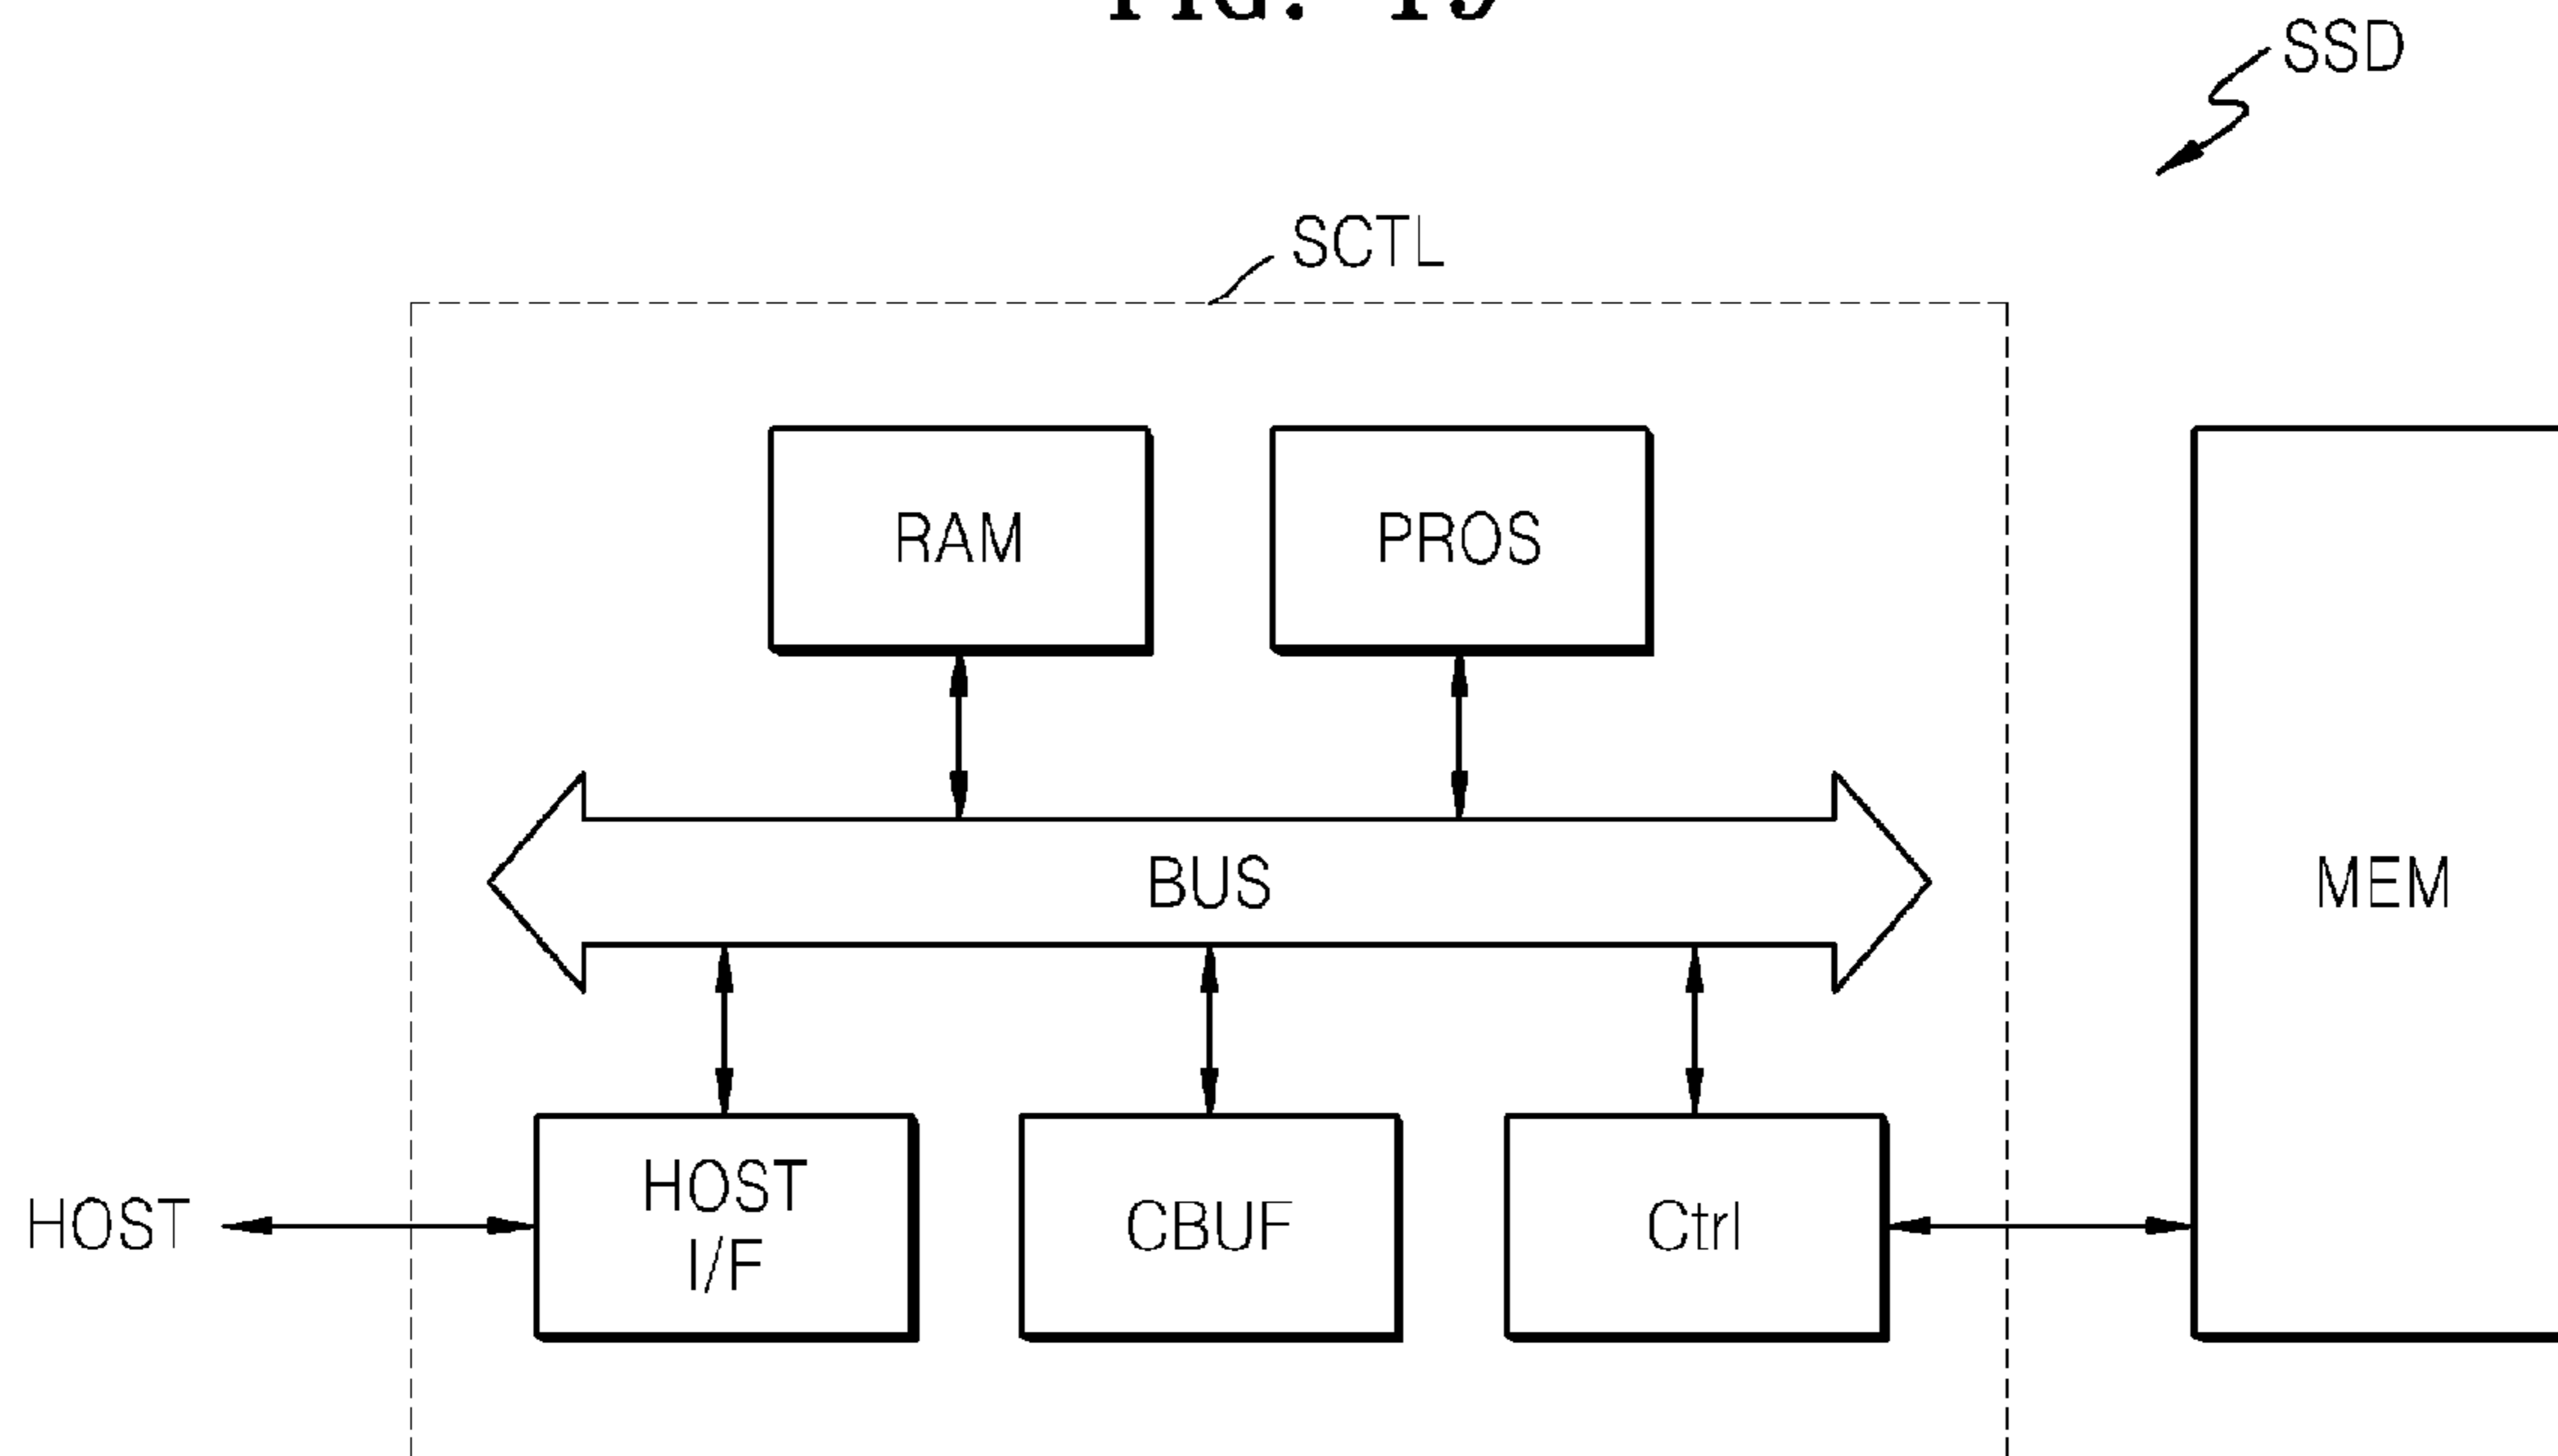 SSD
SCTL
RAM
PROS
BUS
MEM
HOST
HOST
I/F
CBUF
Ctrl